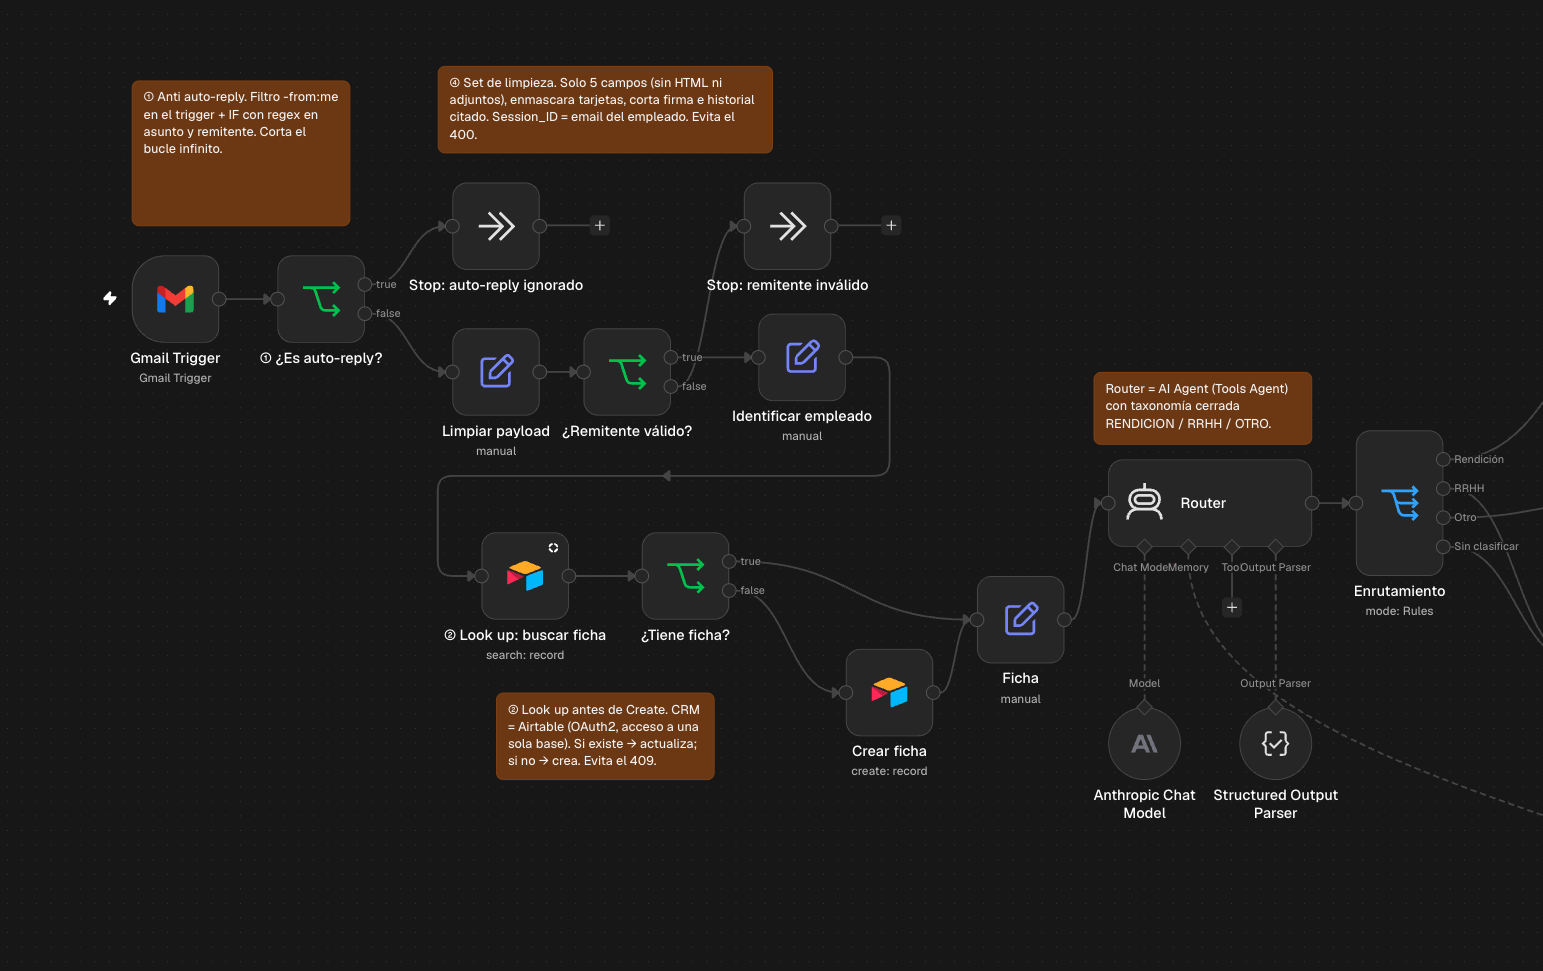 ① Anti auto-reply. Filtro -from:me
en el trigger + IF con regex en
asunto y remitente. Corta el
bucle infinito.
④ Set de limpieza. Solo 5 campos (sin HTML ni
adjuntos), enmascara tarjetas, corta firma e historial
citado. Session_ID = email del empleado. Evita el
400.
Stop: auto-reply ignorado
Stop: remitente inválido
true
false
Gmail Trigger
Gmail Trigger
① ¿Es auto-reply?
true
false
Limpiar payload
manual
¿Remitente válido?
Identificar empleado
manual
Router = AI Agent (Tools Agent)
con taxonomía cerrada
RENDICION / RRHH / OTRO.
Router
Chat Mode
Memory
Too
Output Parser
Rendición
RRHH
Otro
Sin clasificar
Enrutamiento
mode: Rules
② Look up: buscar ficha
search: record
true
false
¿Tiene ficha?
Ficha
manual
② Look up antes de Create. CRM
= Airtable (OAuth2, acceso a una
sola base). Si existe → actualiza;
si no → crea. Evita el 409.
Crear ficha
create: record
Model
Output Parser
Anthropic Chat
Model
Structured Output
Parser